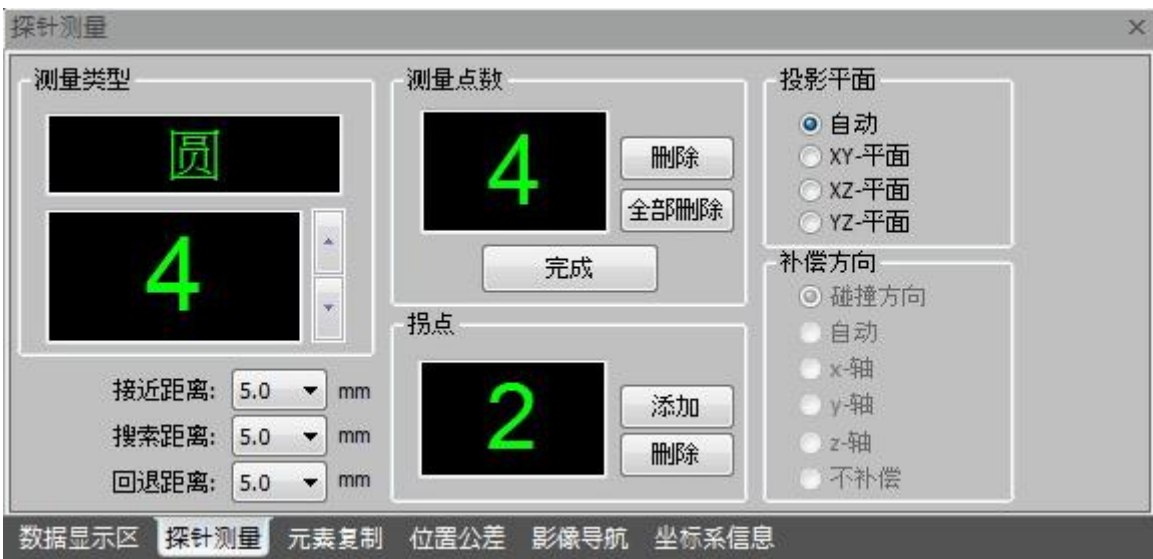 探针测量
测量类型
圆
4
接近距离: 5.0 mm
搜索距离: 5.0 mm
回退距离: 5.0 mm
测量点数
4
删除
全部删除
完成
拐点
2
添加
删除
投影平面
自动
XY-平面
XZ-平面
YZ-平面
补偿方向
碰撞方向
自动
x-轴
y-轴
z-轴
不补偿
数据显示区 探针测量 元素复制 位置公差 影像导航 坐标系信息